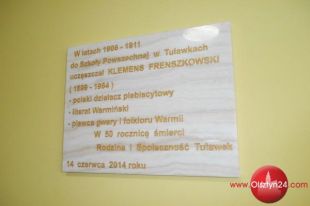 W latach 1906 - 1911
do Szkoły Powszechnej w Tuławkach
uczęszczał KLEMENS FRENSZKOWSKI
( 1899 - 1964 )
- polski działacz plebiscytowy
- literat Warmiński
- piewca gwary i folkloru Warmii
W 50 rocznicę śmierci
Rodzina i Społeczność Tuławek
14 czerwca 2014 roku
www.Olsztyn24.com